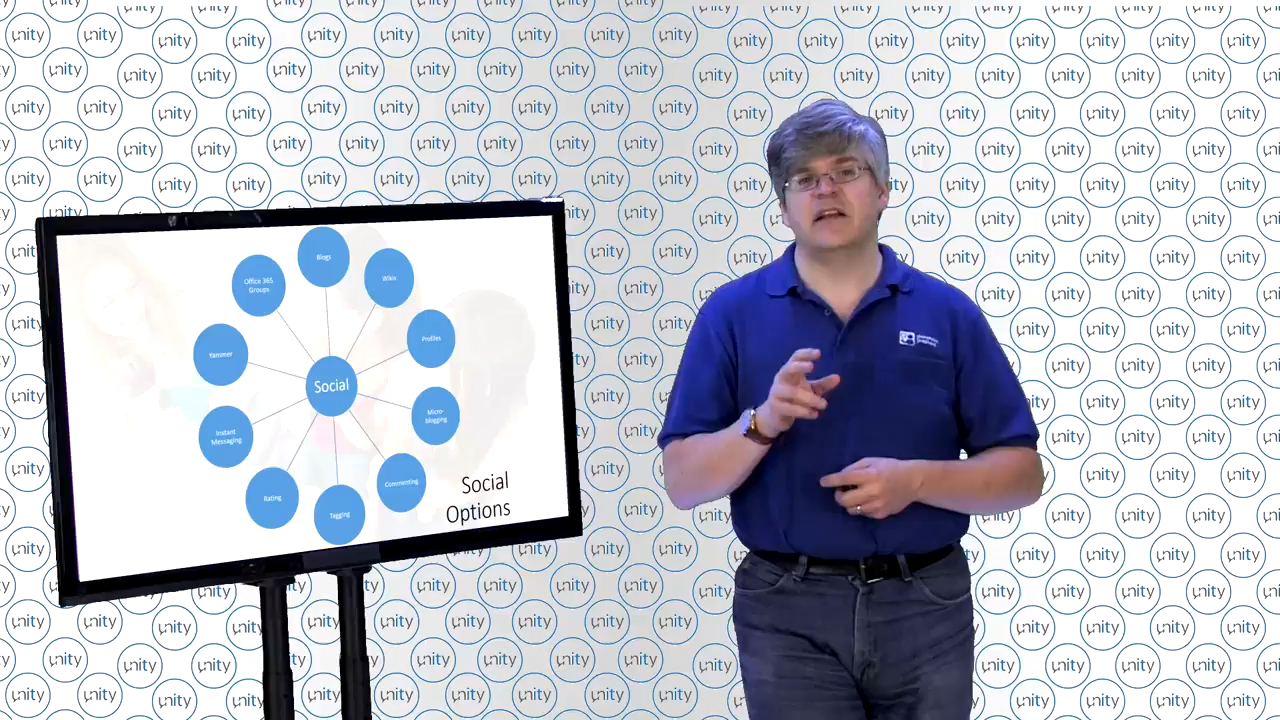 unity
Blogs
Wikis
Profiles
Micro-
blogging
Commenting
Tagging
Rating
Instant
Messaging
Yammer
Office 365
Groups
Social
Social
Options